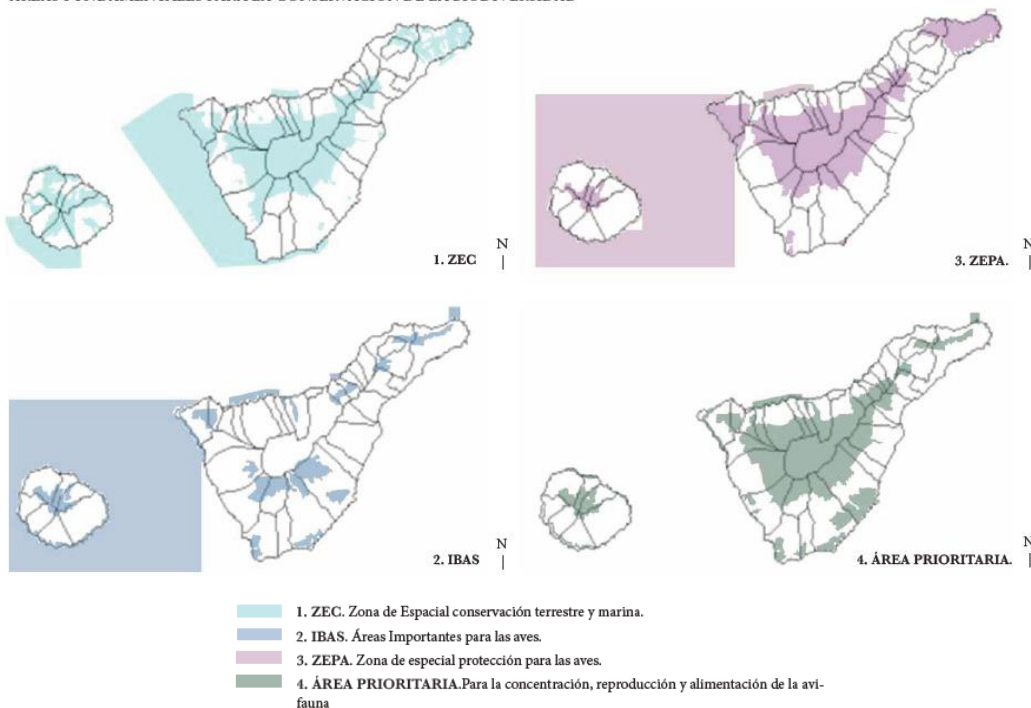 1. ZEC
N
3. ZEPA.
N
2. IBAS
N
4. ÁREA PRIORITARIA.
N
1. ZEC. Zona de Espacial conservación terrestre y marina.
2. IBAS. Áreas Importantes para las aves.
3. ZEPA. Zona de especial protección para las aves.
4. ÁREA PRIORITARIA.Para la concentración, reproducción y alimentación de la avi-
fauna